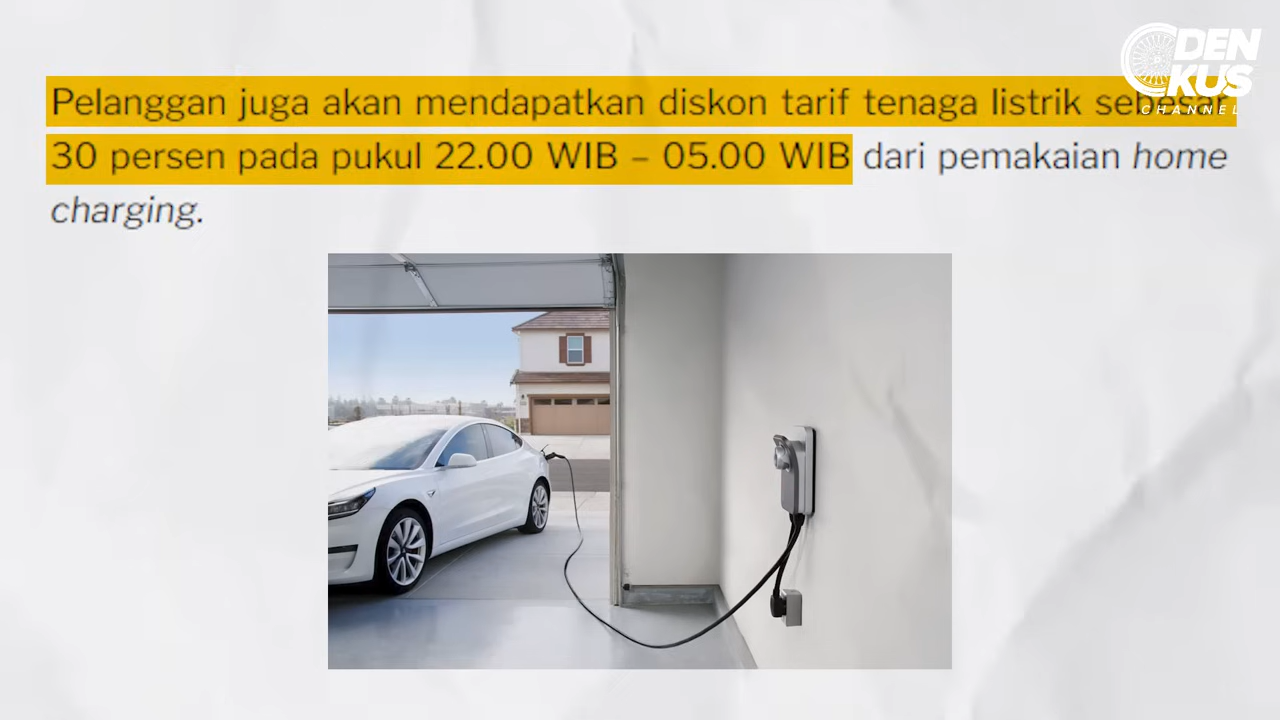 Pelanggan juga akan mendapatkan diskon tarif tenaga listrik
30 persen pada pukul 22.00 WIB – 05.00 WIB dari pemakaian home
charging.
DEN
KUS
CHANNEL